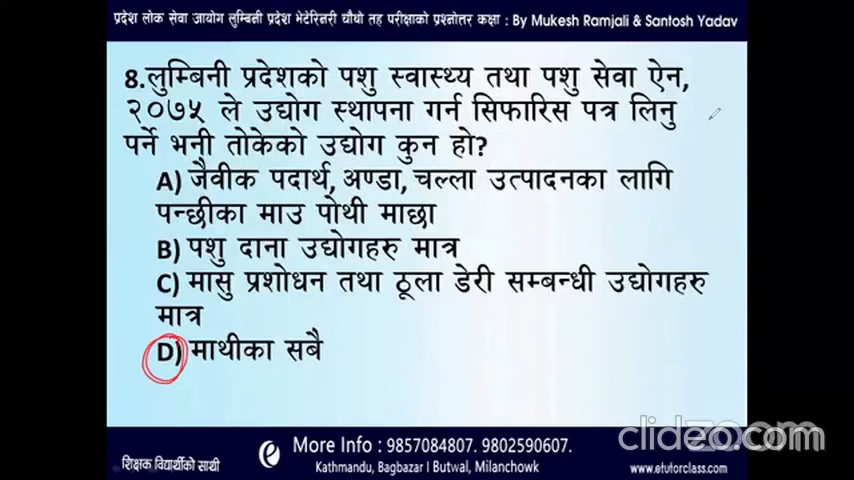 प्रदेश लोक सेवा आयोग लुम्बिनी प्रदेश भेटेरिनरी चौथो तह परीक्षाको प्रश्नोतर कक्षा : By Mukesh Ramjali & Santosh Yadav
8.लुम्बिनी प्रदेशको पशु स्वास्थ्य तथा पशु सेवा ऐन,
२०७५ ले उद्योग स्थापना गर्न सिफारिस पत्र लिनु
पर्ने भनी तोकेको उद्योग कुन हो?
A) जैवीक पदार्थ, अण्डा, चल्ला उत्पादनका लागि
पन्छीका माउ पोथी माछा
B) पशु दाना उद्योगहरु मात्र
C) मासु प्रशोधन तथा ठूला डेरी सम्बन्धी उद्योगहरु
मात्र
D) माथीका सबै
शिक्षक विद्यार्थीको साथी
More Info : 9857084807. 9802590607.
Kathmandu, Bagbazar I Butwal, Milanchowk
clideo.com
zoom
www.etutorclass.com